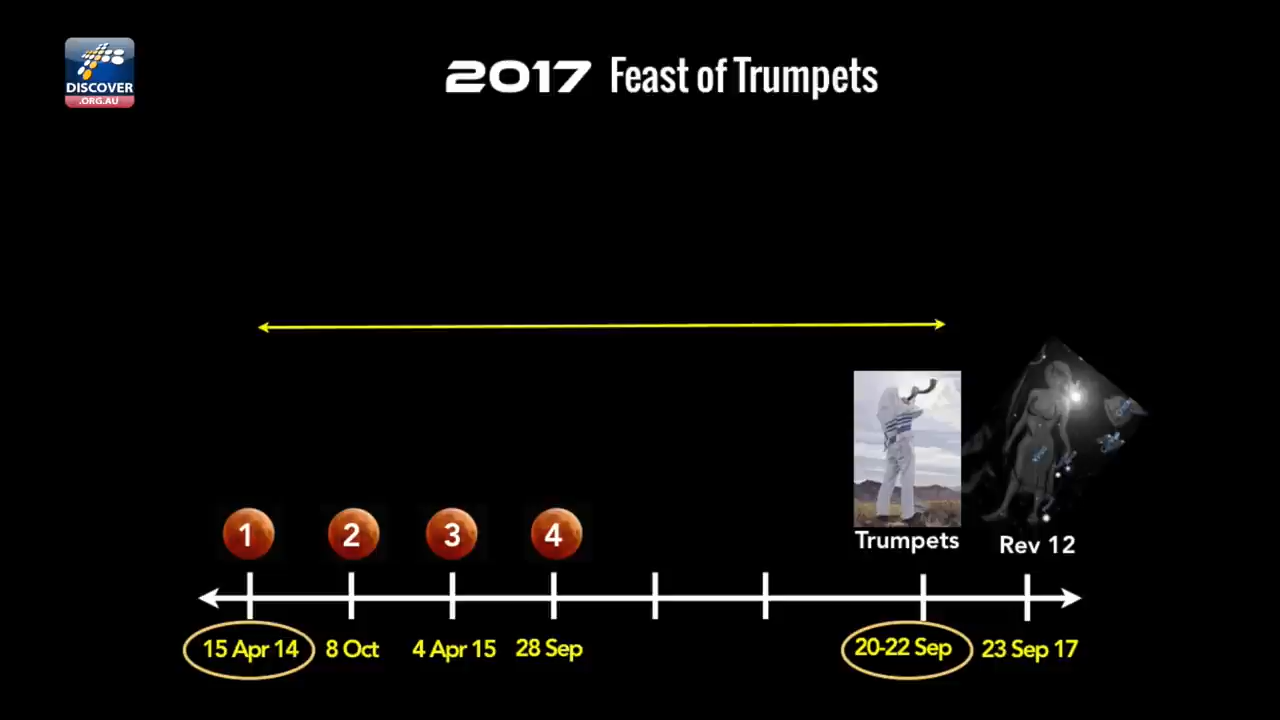 DISCOVER
.ORG.AU
2017 Feast of Trumpets
1 2 3 4
Trumpets Rev 12
15 Apr 14 8 Oct 4 Apr 15 28 Sep 20-22 Sep 23 Sep 17